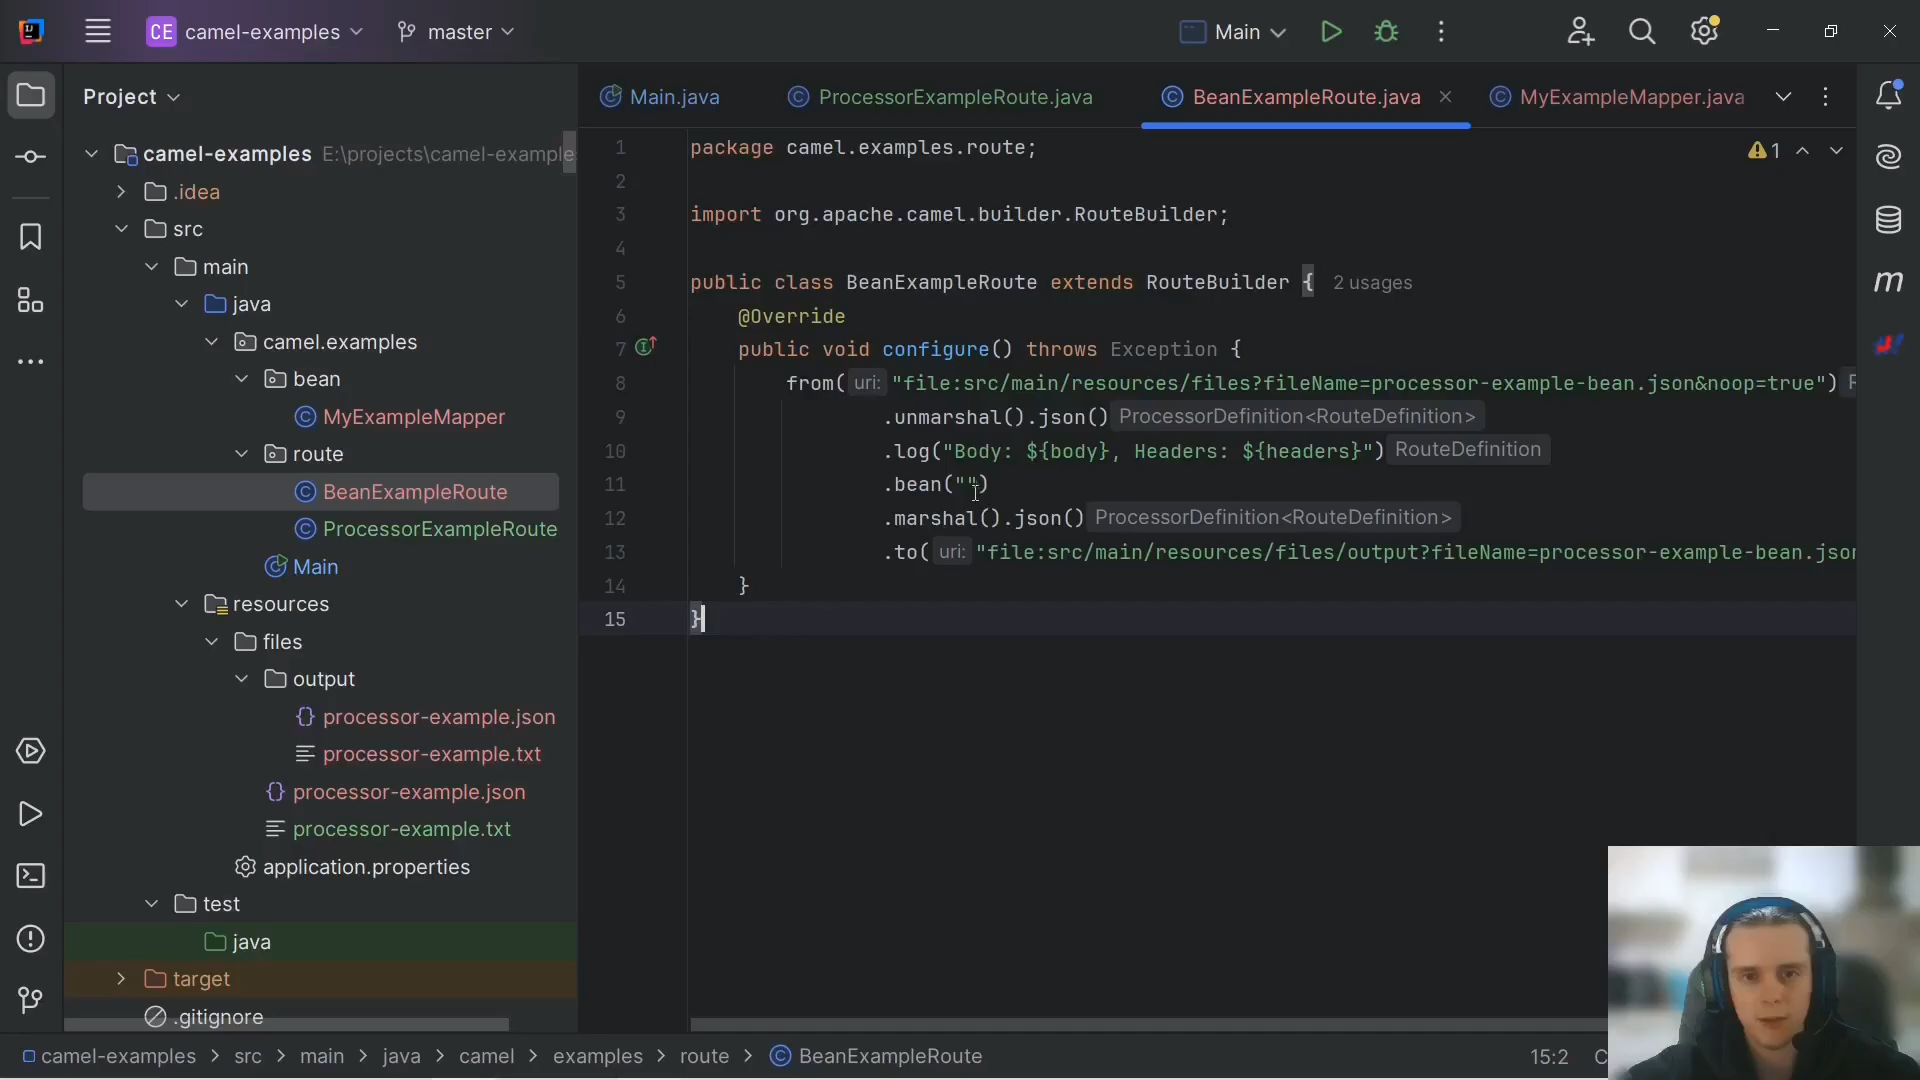 CE camel-examples master Main
Project
Main.java ProcessorExampleRoute.java BeanExampleRoute.java MyExampleMapper.java
camel-examples E:\projects\camel-example
.idea
src
main
java
camel.examples
bean
MyExampleMapper
route
BeanExampleRoute
ProcessorExampleRoute
Main
resources
files
output
processor-example.json
processor-example.txt
processor-example.json
processor-example.txt
application.properties
test
java
target
.gitignore
1 package camel.examples.route;
2
3 import org.apache.camel.builder.RouteBuilder;
4
5 public class BeanExampleRoute extends RouteBuilder { 2 usages
6 @Override
7 public void configure() throws Exception {
8 from( uri: "file:src/main/resources/files?fileName=processor-example-bean.json&noop=true")
9 .unmarshal().json() ProcessorDefinition<RouteDefinition>
10 .log("Body: ${body}, Headers: ${headers}") RouteDefinition
11 .bean("")
12 .marshal().json() ProcessorDefinition<RouteDefinition>
13 .to( uri: "file:src/main/resources/files/output?fileName=processor-example-bean.json
14 }
15 }
1
m
camel-examples > src > main > java > camel > examples > route > BeanExampleRoute
15:2